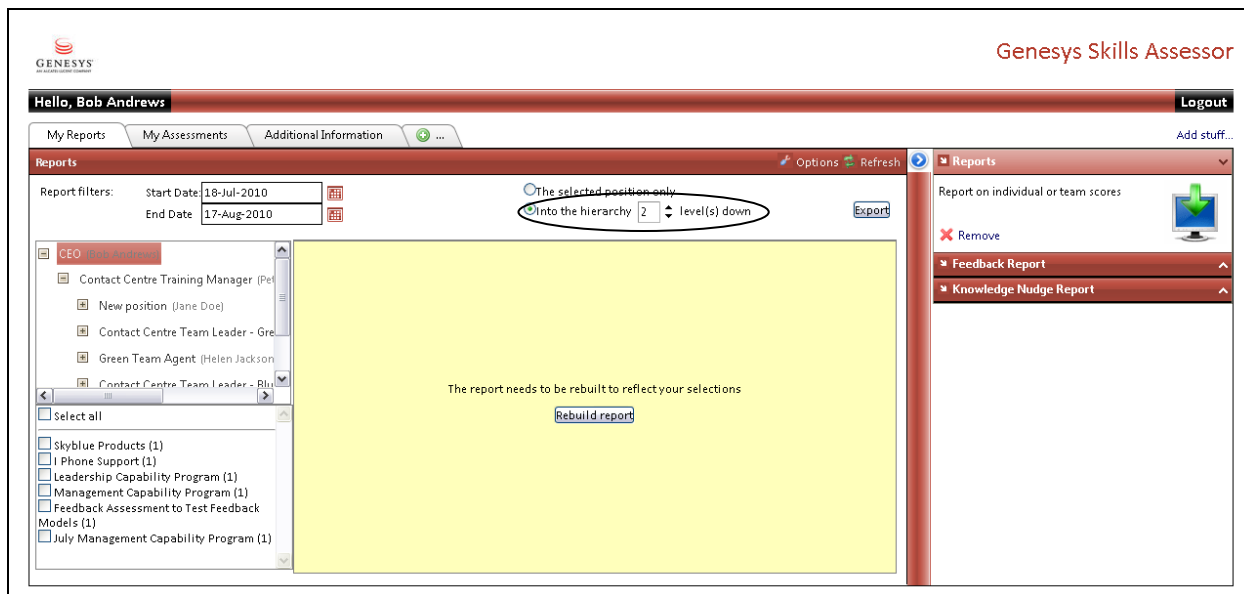 GENESYS
AN ALCATEL-LUCENT COMPANY
Genesys Skills Assessor
Hello, Bob Andrews
Logout
My Reports
My Assessments
Additional Information
...
Add stuff...
Reports
Options
Refresh
Reports
Report filters:
Start Date:
18-Jul-2010
End Date
17-Aug-2010
The selected position only
Into the hierarchy 2 level(s) down
Export
Report on individual or team scores
Remove
Feedback Report
Knowledge Nudge Report
CEO (Bob Andrews)
Contact Centre Training Manager (Pet
New position (Jane Doe)
Contact Centre Team Leader - Gre
Green Team Agent (Helen Jackson
Contact Centre Team Leader - Blu
Select all
Skyblue Products (1)
I Phone Support (1)
Leadership Capability Program (1)
Management Capability Program (1)
Feedback Assessment to Test Feedback
Models (1)
July Management Capability Program (1)
The report needs to be rebuilt to reflect your selections
Rebuild report